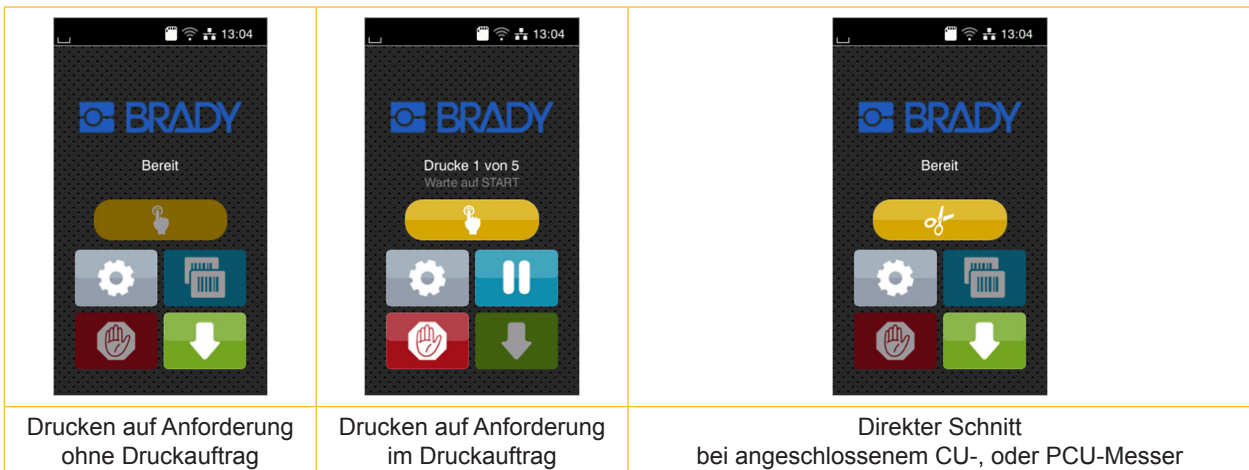 13:04
BRADY
Bereit
13:04
BRADY
Drucke 1 von 5
Warte auf START
13:04
BRADY
Bereit
Drucken auf Anforderung
ohne Druckauftrag
Drucken auf Anforderung
im Druckauftrag
Direkter Schnitt
bei angeschlossenem CU-, oder PCU-Messer